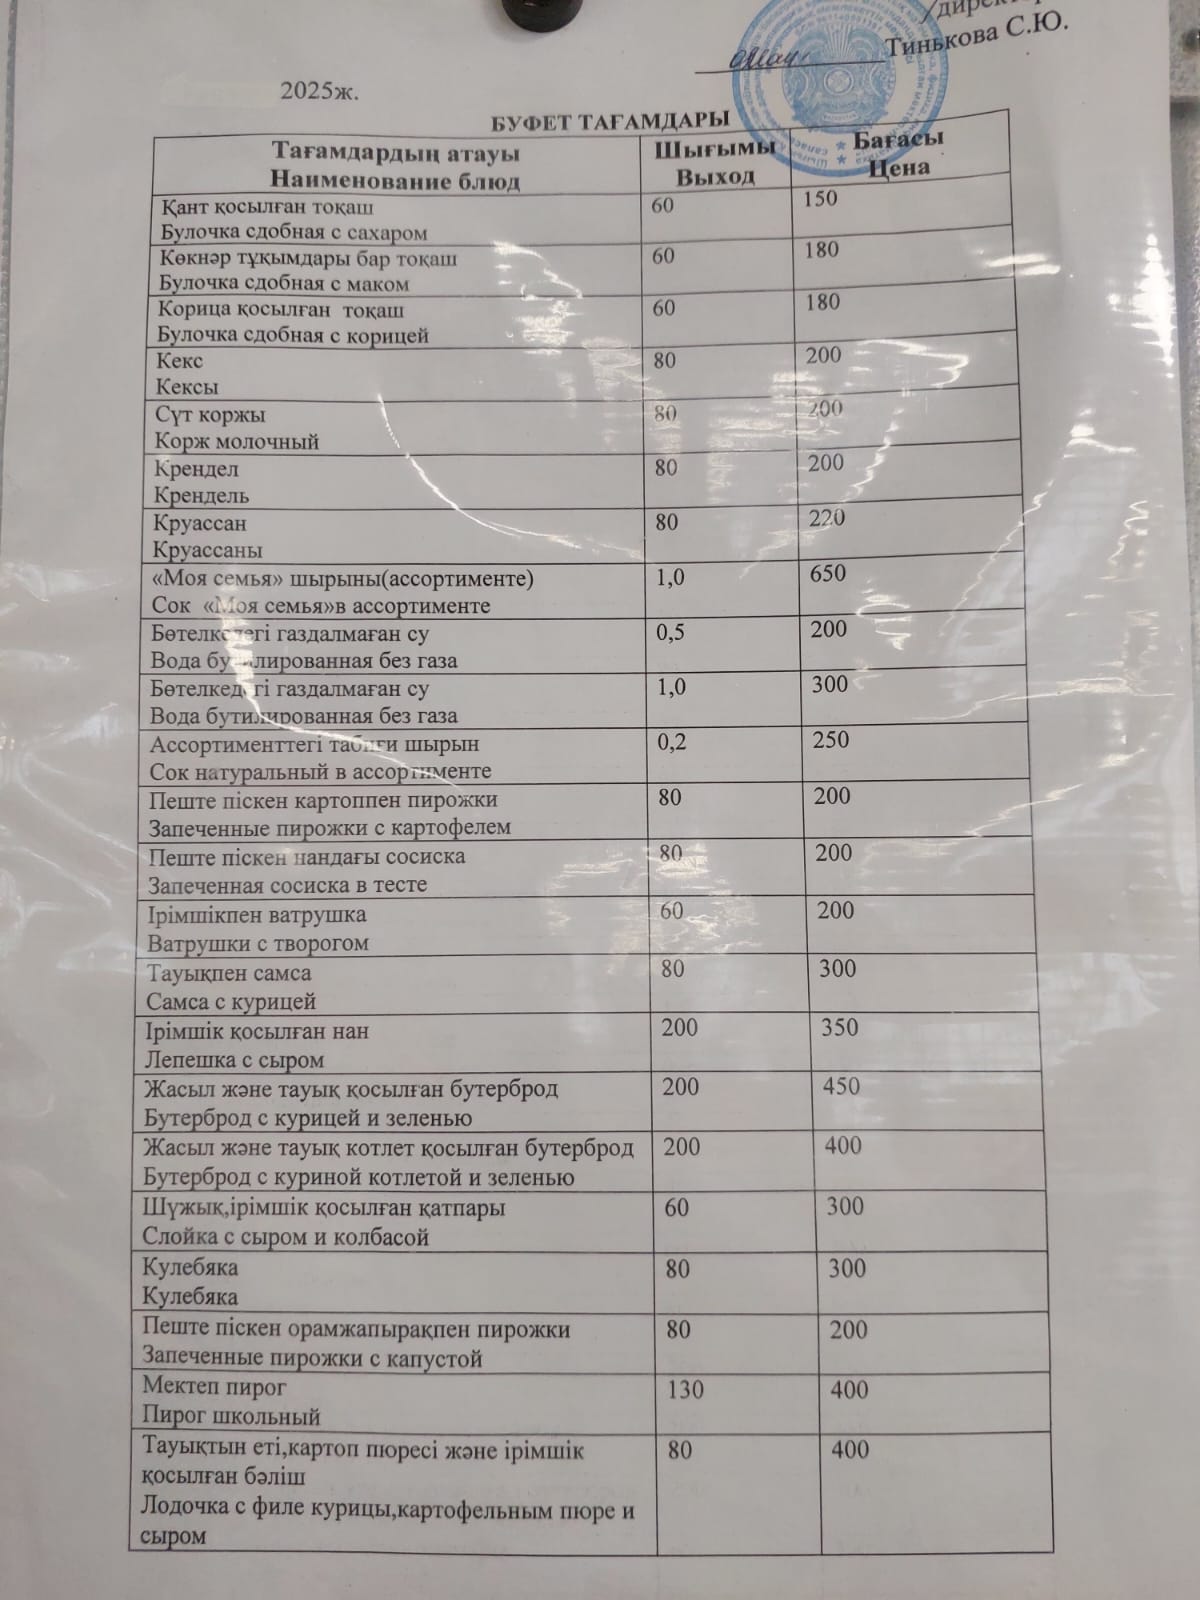 /директор
Тинькова С.Ю.
2025ж.
БУФЕТ ТАҒАМДАРЫ
Тағамдардың атауы Шығымы Бағасы
Наименование блюд Выход Цена
Қант қосылған тоқаш 60 150
Булочка сдобная с сахаром
Көкнәр тұқымдары бар тоқаш 60 180
Булочка сдобная с маком
Корица қосылған тоқаш 60 180
Булочка сдобная с корицей
Кекс 80 200
Кексы
Сүт коржы 80 200
Корж молочный
Крендел 80 200
Крендель
Круассан 80 220
Круассаны
«Моя семья» шырыны(ассортименте) 1,0 650
Сок «Моя семья»в ассортименте
Бөтелкедегі газдалмаған су 0,5 200
Вода бутилированная без газа
Бөтелкедегі газдалмаған су 1,0 300
Вода бутилированная без газа
Ассортименттегі табиғи шырын 0,2 250
Сок натуральный в ассортименте
Пеште піскен картоппен пирожки 80 200
Запеченные пирожки с картофелем
Пеште піскен нандағы сосиска 80 200
Запеченная сосиска в тесте
Ірімшікпен ватрушка 60 200
Ватрушки с творогом
Тауықпен самса 80 300
Самса с курицей
Ірімшік қосылған нан 200 350
Лепешка с сыром
Жасыл және тауық қосылған бутерброд 200 450
Бутерброд с курицей и зеленью
Жасыл және тауық котлет қосылған бутерброд 200 400
Бутерброд с куриной котлетой и зеленью
Шұжық,ірімшік қосылған қатпары 60 300
Слойка с сыром и колбасой
Кулебяка 80 300
Кулебяка
Пеште піскен орамжапырақпен пирожки 80 200
Запеченные пирожки с капустой
Мектеп пирог 130 400
Пирог школьный
Тауықтын еті,картоп пюресі және ірімшік 80 400
қосылған бәліш
Лодочка с филе курицы,картофельным пюре и
сыром